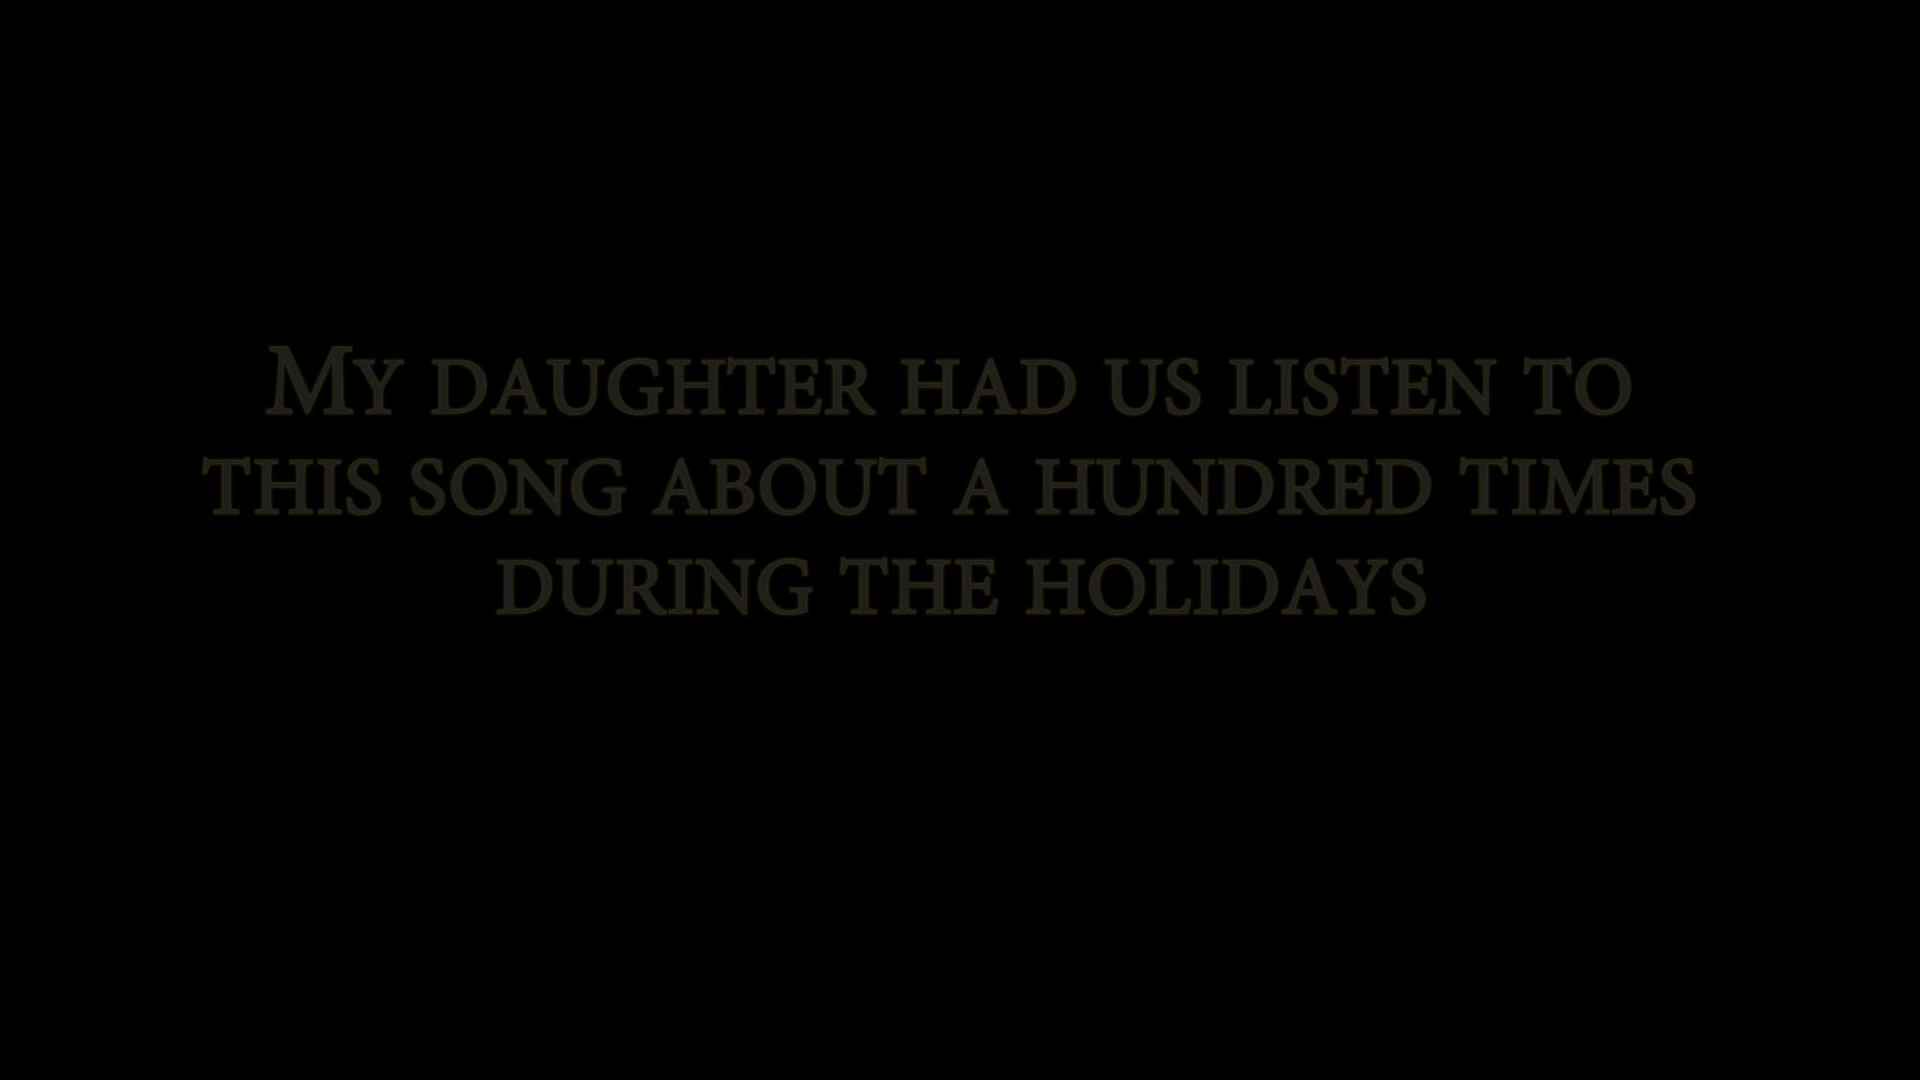 My daughter had us listen to
this song about a hundred times
during the holidays